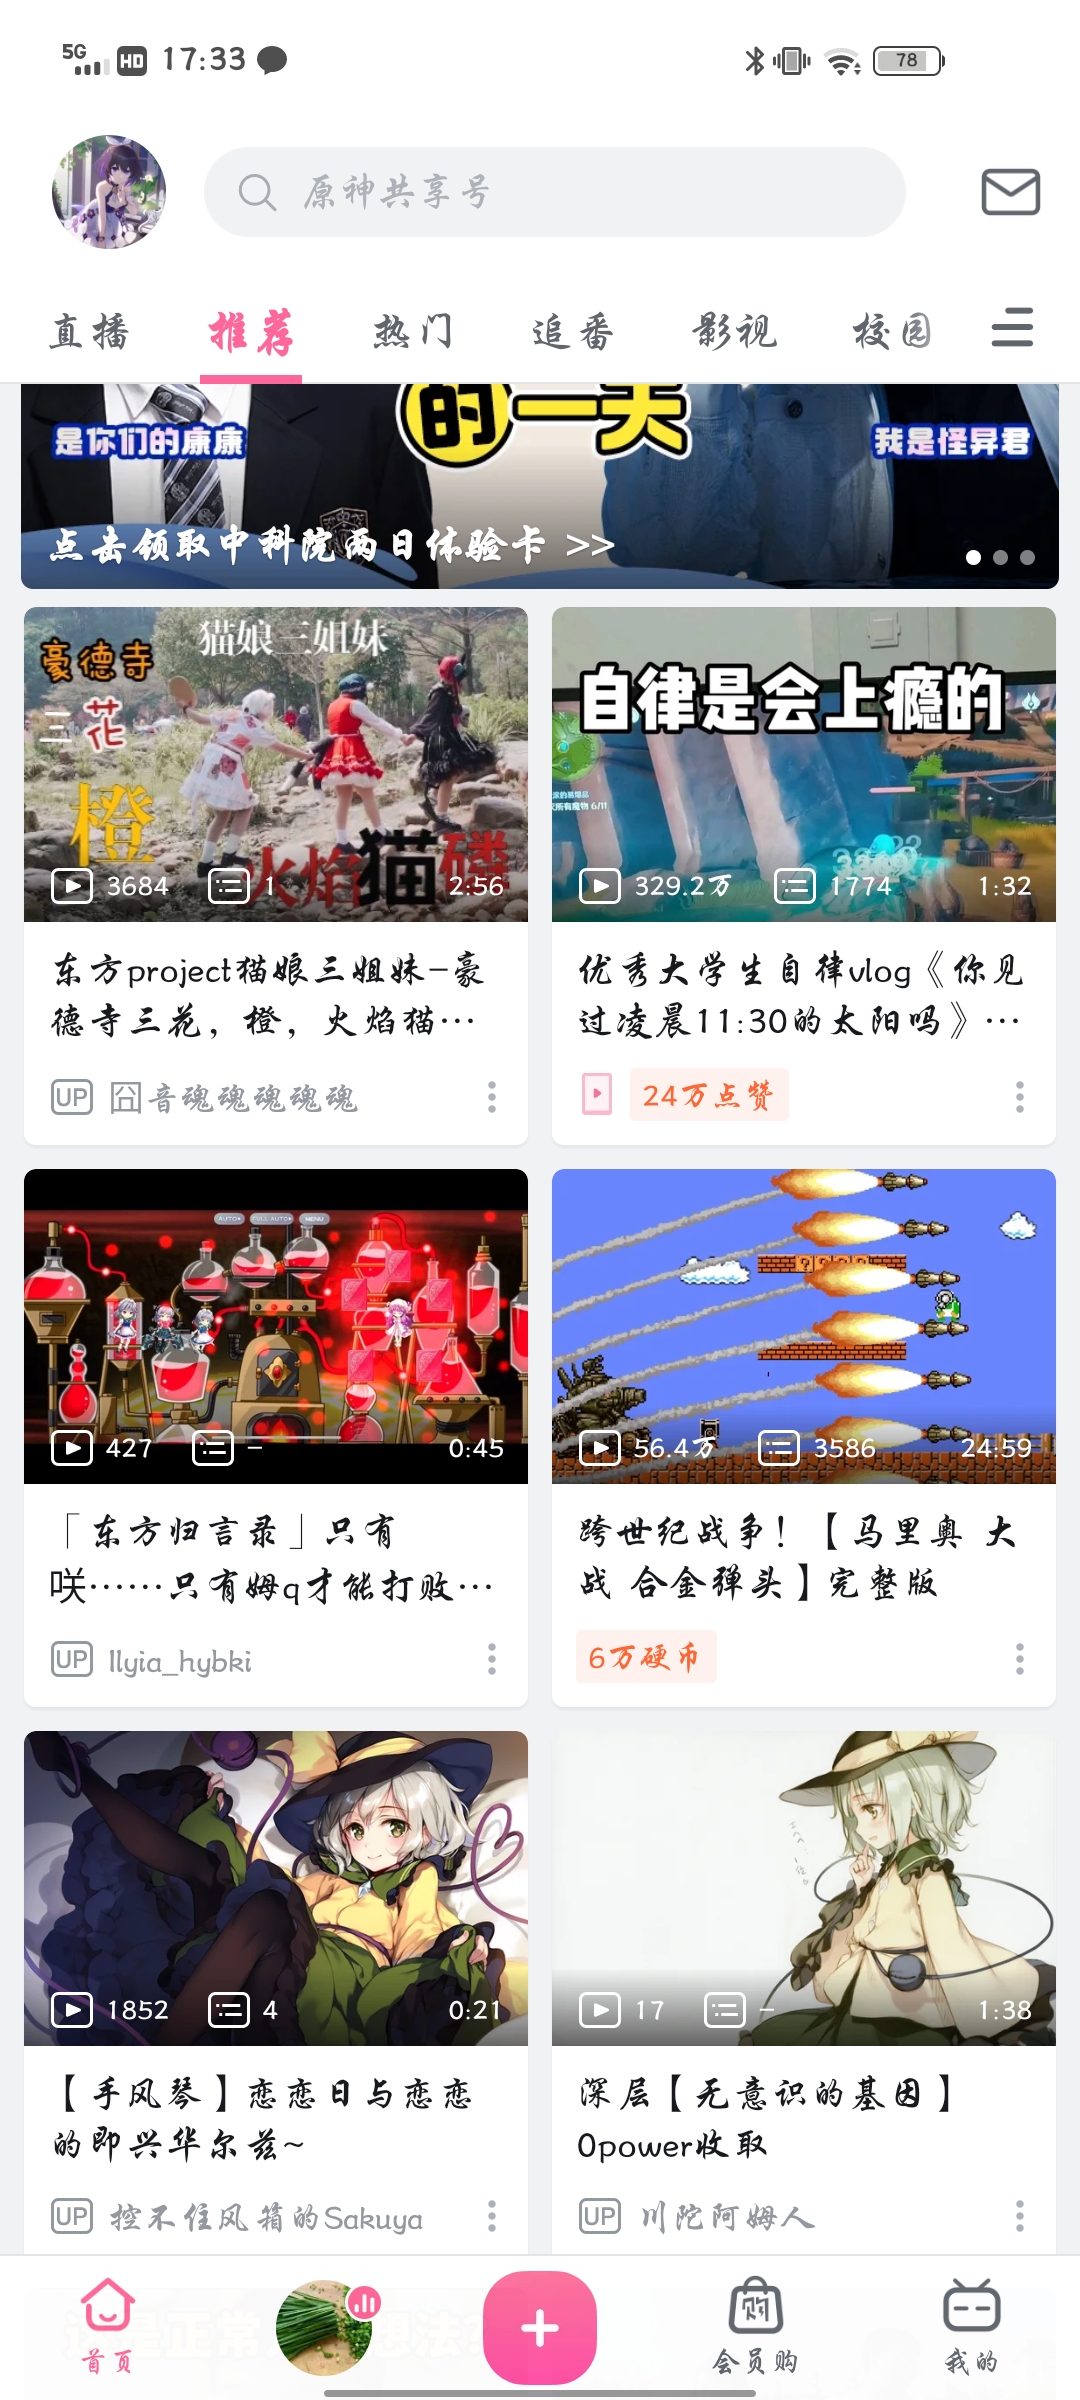 5G HD 17:33 78
原神共享号
直播 推荐 热门 追番 影视 校园
的一天
是你们的康康 我是怪异君
点击领取中科院两日体验卡 >>
猫娘三姐妹
豪德寺
三花
橙
火焰猫燐
3684 1 2:56
东方project猫娘三姐妹-豪
德寺三花，橙，火焰猫…
UP 囧音魂魂魂魂魂
自律是会上瘾的
所有魔物 6/11
329.2万 1774 1:32
优秀大学生自律vlog《你见
过凌晨11:30的太阳吗》…
24万点赞
AUTO FULL AUTO MENU
427 - 0:45
「东方归言录」只有
咲……只有姆q才能打败…
UP Ilyia_hybki
56.4万 3586 24:59
跨世纪战争！【马里奥 大
战 合金弹头】完整版
6万硬币
1852 4 0:21
【手风琴】恋恋日与恋恋
的即兴华尔兹~
UP 控不住风箱的Sakuya
17 - 1:38
深层【无意识的基因】
0power收取
UP 川陀阿姆人
首页 会员购 我的